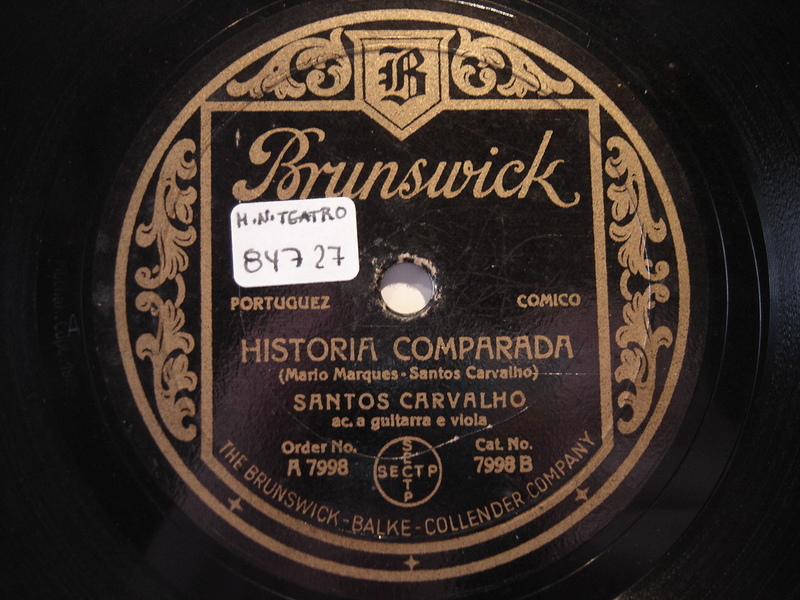 B
Brunswick
M.N.TEATRO
84727
PORTUGUEZ COMICO
HISTORIA COMPARADA
(Mario Marques-Santos Carvalho)
SANTOS CARVALHO
ac. a guitarra e viola
Order No. Cat. No.
A 7998 SECTP 7998 B
SECTP
THE BRUNSWICK-BALKE-COLLENDER COMPANY